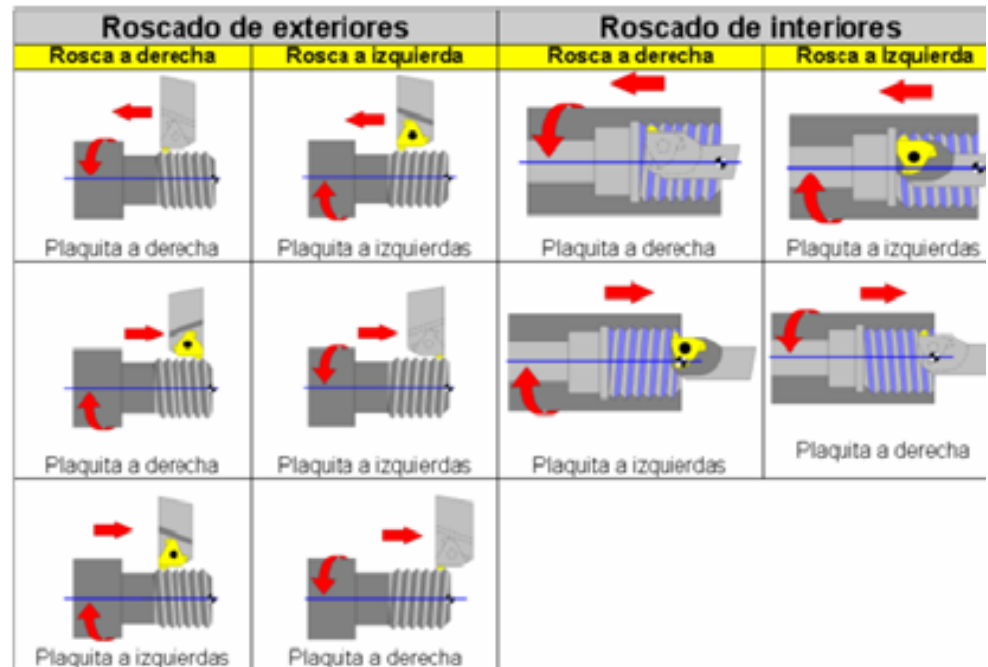 Roscado de exteriores
Roscado de interiores
Rosca a derecha
Rosca a izquierda
Rosca a derecha
Rosca a Izquierda
Plaquita a derecha
Plaquita a izquierdas
Plaquita a derecha
Plaquita a izquierdas
Plaquita a derecha
Plaquita a izquierdas
Plaquita a izquierdas
Plaquita a derecha
Plaquita a izquierdas
Plaquita a derecha